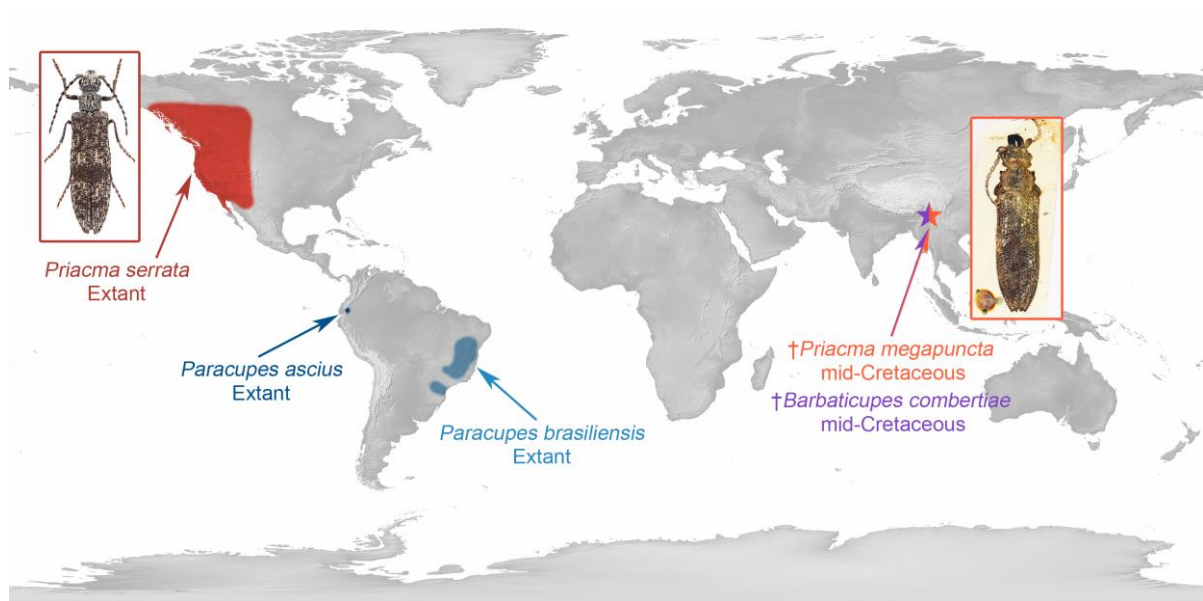 Priacma serrata
Extant
Paracupes ascius
Extant
Paracupes brasiliensis
Extant
†Priacma megapuncta
mid-Cretaceous
†Barbaticupes combertiae
mid-Cretaceous